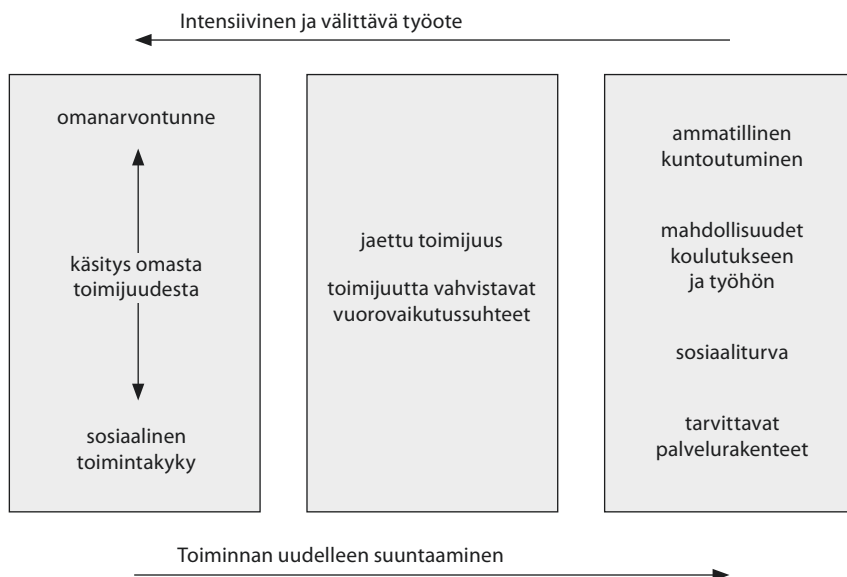 Intensiivinen ja välittävä työote
omanarvontunne
käsitys omasta
toimijuudesta
sosiaalinen
toimintakyky
jaettu toimijuus
toimijuutta vahvistavat
vuorovaikutussuhteet
ammatillinen
kuntoutuminen
mahdollisuudet
koulutukseen
ja työhön
sosiaaliturva
tarvittavat
palvelurakenteet
Toiminnan uudelleen suuntaaminen